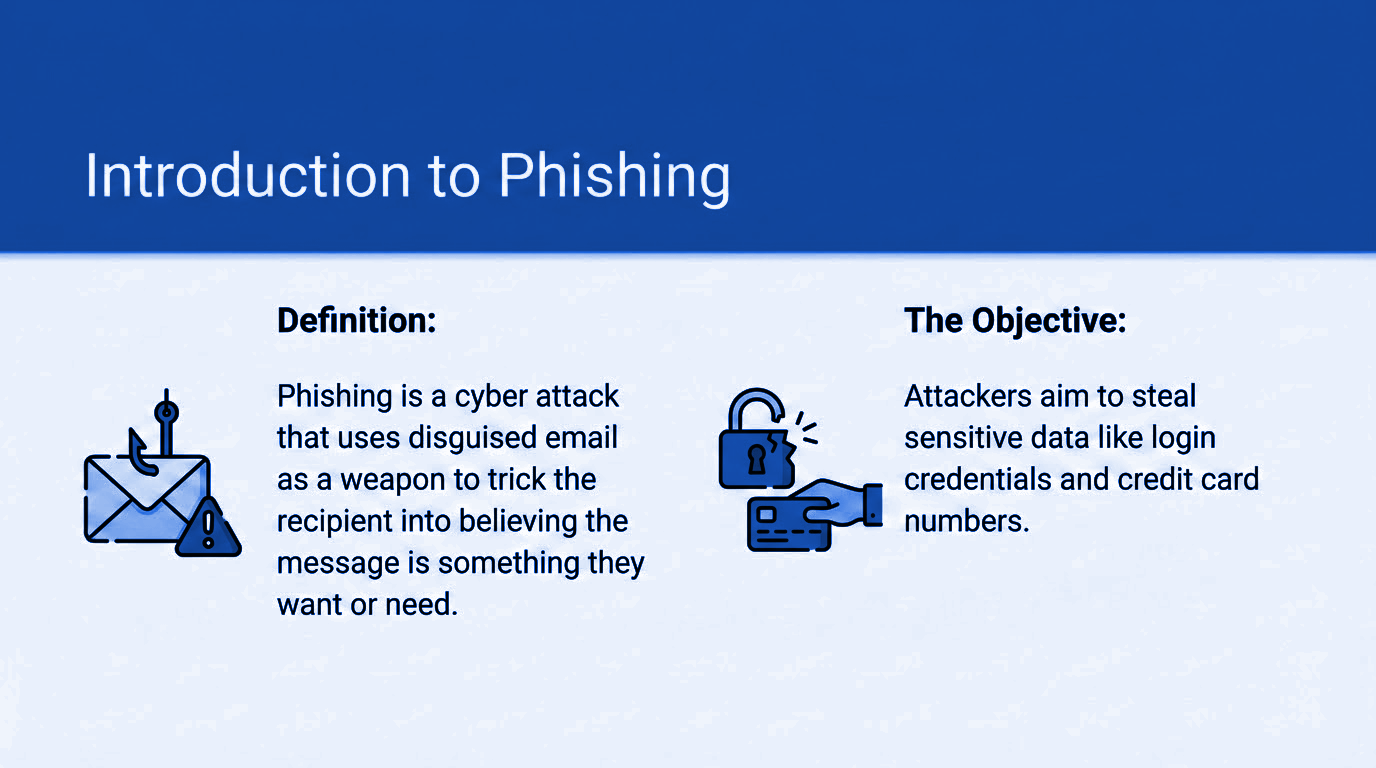 Introduction to Phishing
Definition:
Phishing is a cyber attack
that uses disguised email
as a weapon to trick the
recipient into believing the
message is something they
want or need.
The Objective:
Attackers aim to steal
sensitive data like login
credentials and credit card
numbers.